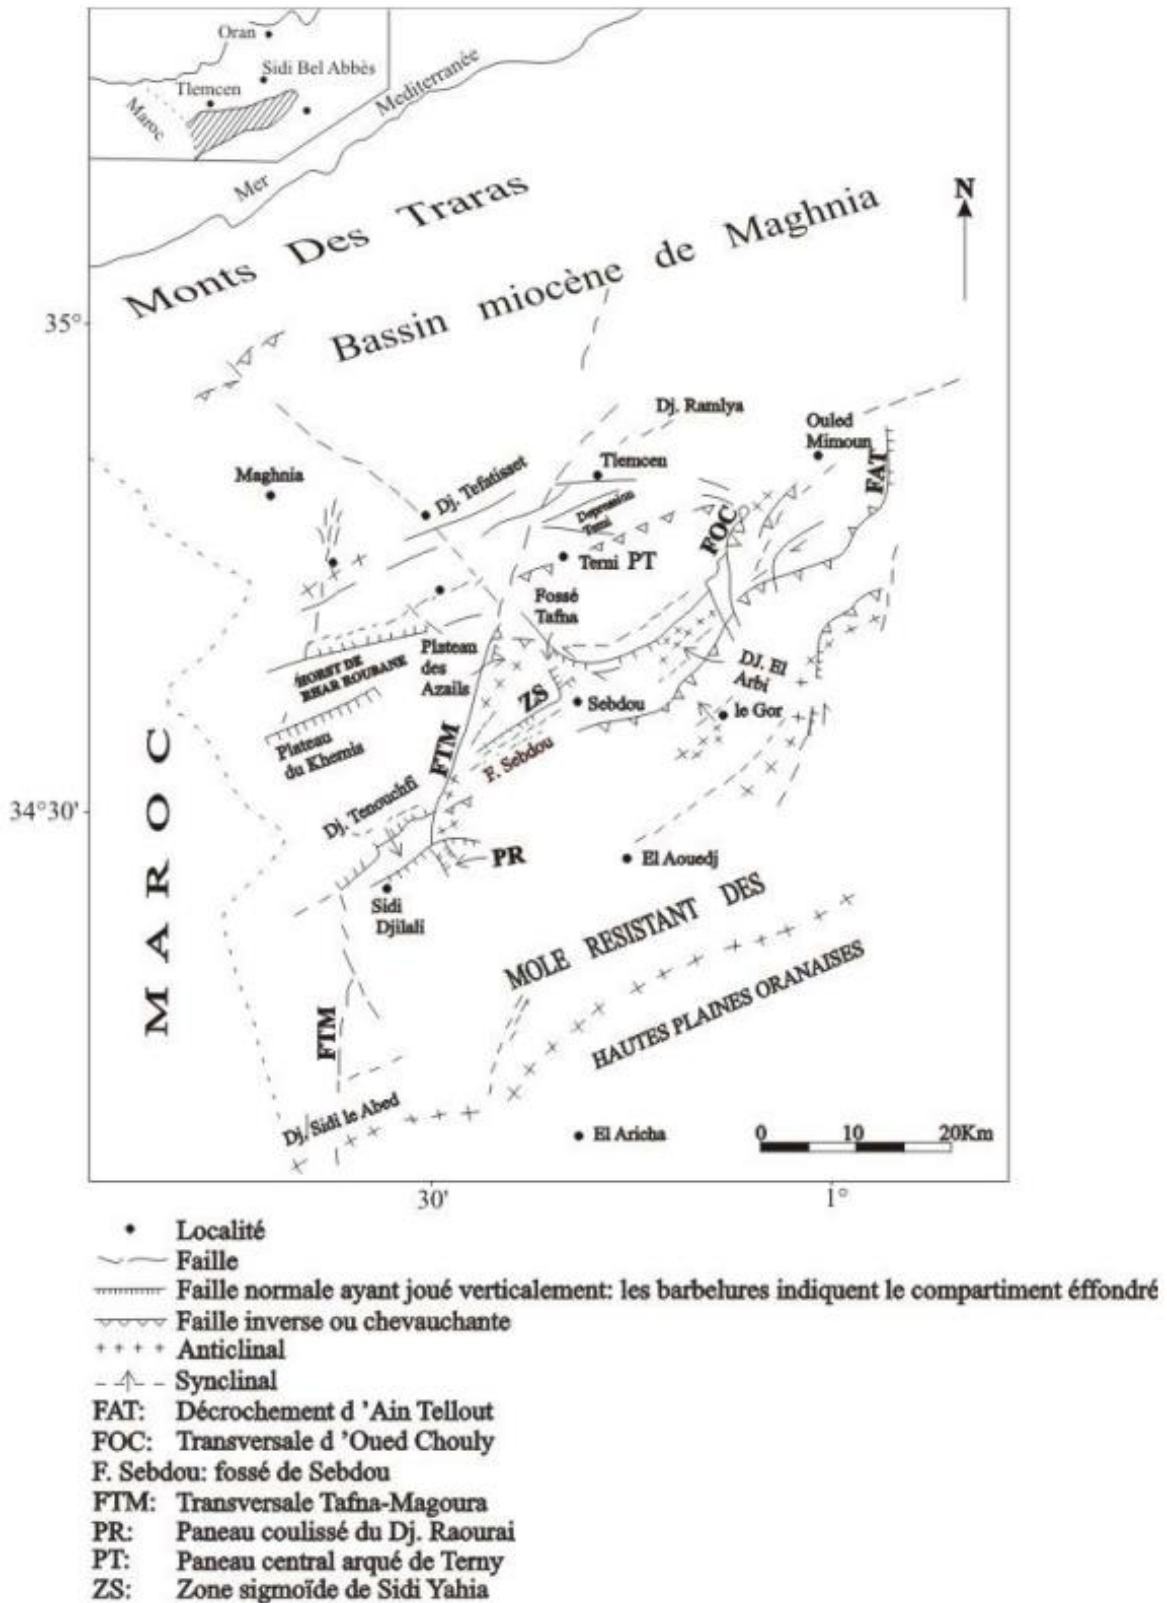 Oran
Sidi Bel Abbès
Tlemcen
Maroc
Mer Mediterranée
Monts Des Traras
N
Bassin miocène de Maghnia
35°
Dj. Ramlya
Ouled
Mimoun
FAT
Tlemcen
Maghnia
Dj. Tefatisset
Depression
FOC
Terni PT
Fossé
Tafna
Plateau
des
Azails
HORST DE
RHAR ROUBANE
DJ. El
Arbi
ZS
Sebdou
le Gor
Plateau
du Khemis
FTM
F. Sebdou
MAROC
34°30'
Dj. Tenouchfi
PR
El Aouedj
Sidi
Djilali
MOLE RESISTANT DES
HAUTES PLAINES ORANAISES
FTM
Dj. Sidi le Abed
El Aricha
0 10 20Km
30' 1°
Localité
Faille
Faille normale ayant joué verticalement: les barbelures indiquent le compartiment éffondré
Faille inverse ou chevauchante
Anticlinal
Synclinal
FAT: Décrochement d 'Ain Tellout
FOC: Transversale d 'Oued Chouly
F. Sebdou: fossé de Sebdou
FTM: Transversale Tafna-Magoura
PR: Paneau coulissé du Dj. Raourai
PT: Paneau central arqué de Terny
ZS: Zone sigmoïde de Sidi Yahia